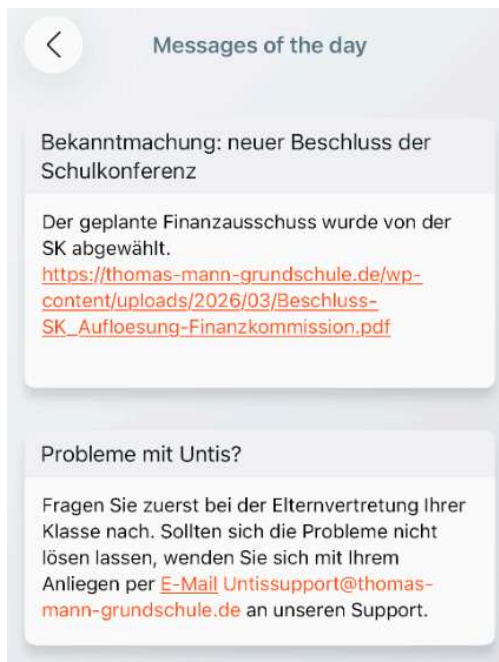 Messages of the day
Bekanntmachung: neuer Beschluss der
Schulkonferenz
Der geplante Finanzausschuss wurde von der
SK abgewählt.
https://thomas-mann-grundschule.de/wp-
content/uploads/2026/03/Beschluss-
SK_Aufloesung-Finanzkommission.pdf
Probleme mit Untis?
Fragen Sie zuerst bei der Elternvertretung Ihrer
Klasse nach. Sollten sich die Probleme nicht
lösen lassen, wenden Sie sich mit Ihrem
Anliegen per E-Mail Untissupport@thomas-
mann-grundschule.de an unseren Support.